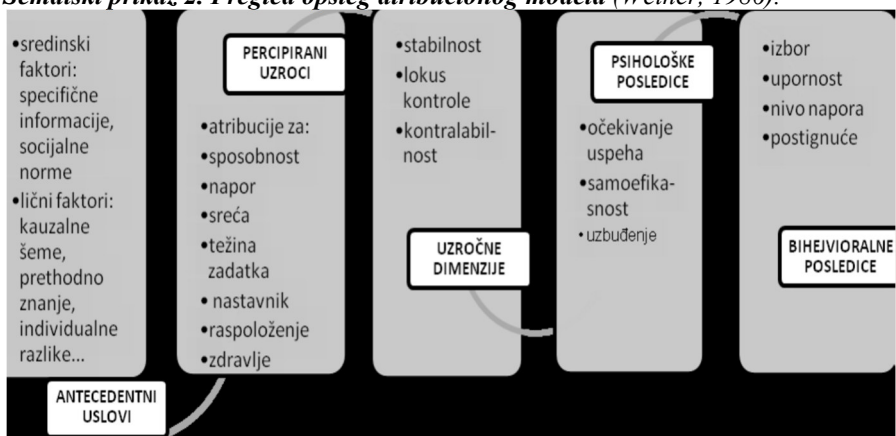 Šematski prikaz 2. Pregled opšteg atribucionog modela (Weiner, 1986).
•sredinski
faktori:
specifične
informacije,
socijalne
norme
•lični faktori:
kauzalne
šeme,
prethodno
znanje,
individualne
razlike...
ANTECEDENTNI
USLOVI
PERCIPIRANI
UZROCI
•atribucije za:
•sposobnost
•napor
•sreća
•težina
zadatka
• nastavnik
•raspoloženje
•zdravlje
•stabilnost
•lokus
kontrole
•kontralabil-
nost
UZROČNE
DIMENZIJE
PSIHOLOŠKE
POSLEDICE
•očekivanje
uspeha
•samoefika-
snost
• uzbuđenje
•izbor
•upornost
•nivo napora
•postignuće
BIHEJVIORALNE
POSLEDICE